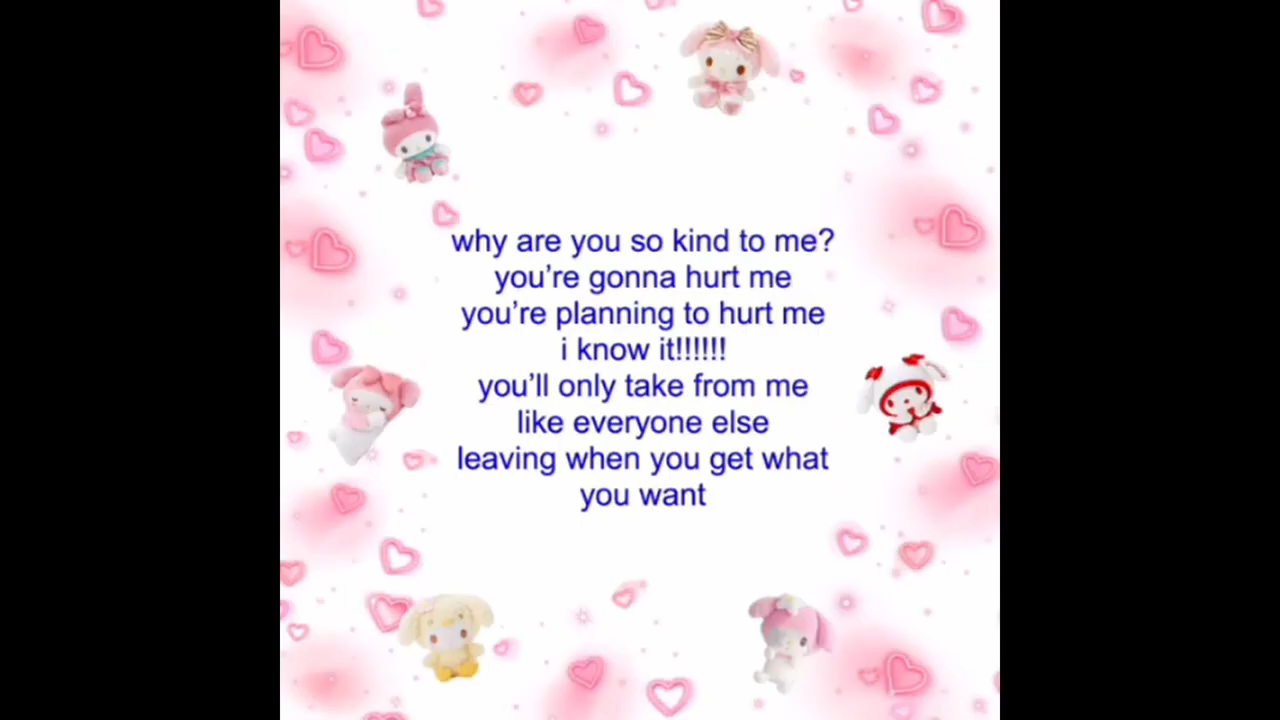 why are you so kind to me?
you’re gonna hurt me
you’re planning to hurt me
i know it!!!!!!
you’ll only take from me
like everyone else
leaving when you get what
you want